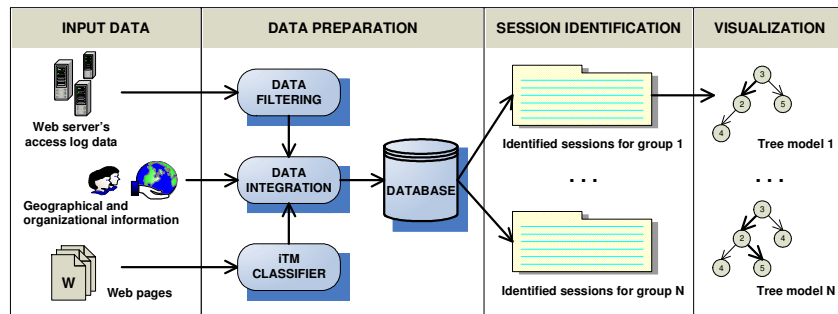 INPUT DATA
DATA PREPARATION
SESSION IDENTIFICATION
VISUALIZATION
Web server's
access log data
Geographical and
organizational information
W
Web pages
DATA
FILTERING
DATA
INTEGRATION
iTM
CLASSIFIER
DATABASE
Identified sessions for group 1
. . .
Identified sessions for group N
3
2
5
4
Tree model 1
. . .
3
2
4
4
5
Tree model N